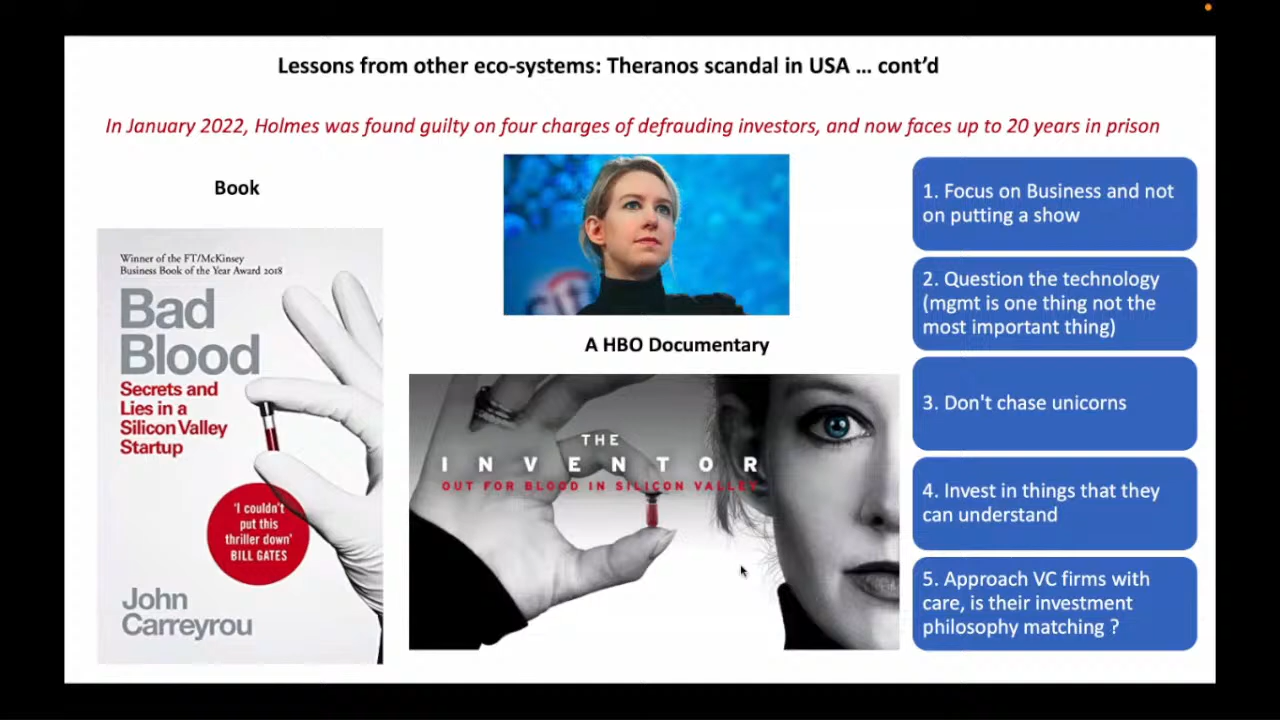 Lessons from other eco-systems: Theranos scandal in USA ... cont'd
In January 2022, Holmes was found guilty on four charges of defrauding investors, and now faces up to 20 years in prison
Book
Winner of the FT/McKinsey
Business Book of the Year Award 2018
Bad
Blood
Secrets and
Lies in a
Silicon Valley
Startup
'I couldn't
put this
thriller down'
BILL GATES
John
Carreyrou
A HBO Documentary
THE
INVENTOR
OUT FOR BLOOD IN SILICON VALLEY
1. Focus on Business and not
on putting a show
2. Question the technology
(mgmt is one thing not the
most important thing)
3. Don't chase unicorns
4. Invest in things that they
can understand
5. Approach VC firms with
care, is their investment
philosophy matching ?